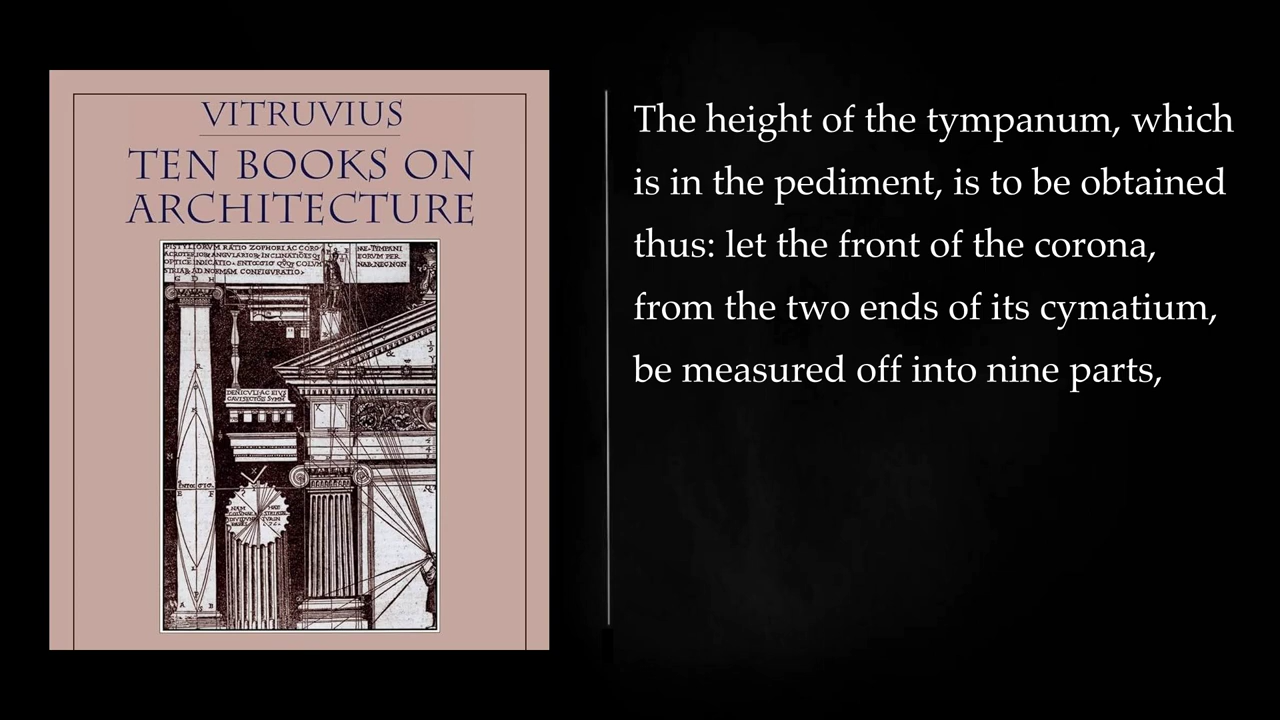 VITRUVIUS
TEN BOOKS ON
ARCHITECTURE
The height of the tympanum, which
is in the pediment, is to be obtained
thus: let the front of the corona,
from the two ends of its cymatium,
be measured off into nine parts,